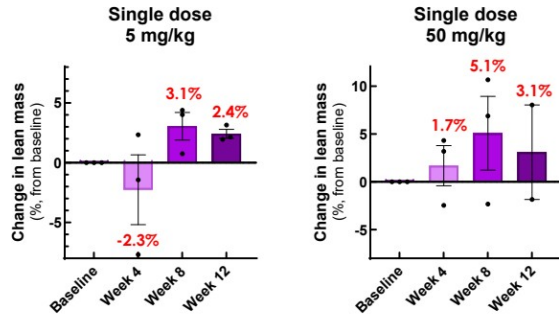 Single dose
5 mg/kg
Change in lean mass
(%, from baseline)
5
0
-5
3.1%
2.4%
-2.3%
Baseline
Week 4
Week 8
Week 12
Single dose
50 mg/kg
Change in lean mass
(%, from baseline)
10
5
0
-5
5.1%
3.1%
1.7%
Baseline
Week 4
Week 8
Week 12